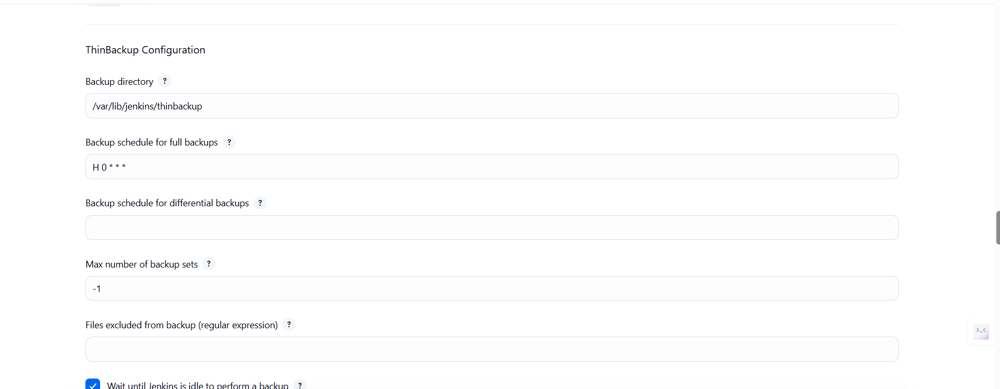 ThinBackup Configuration
Backup directory ?
/var/lib/jenkins/thinbackup
Backup schedule for full backups ?
H 0 * * *
Backup schedule for differential backups ?
Max number of backup sets ?
-1
Files excluded from backup (regular expression) ?
Wait until Jenkins is idle to perform a backup ?